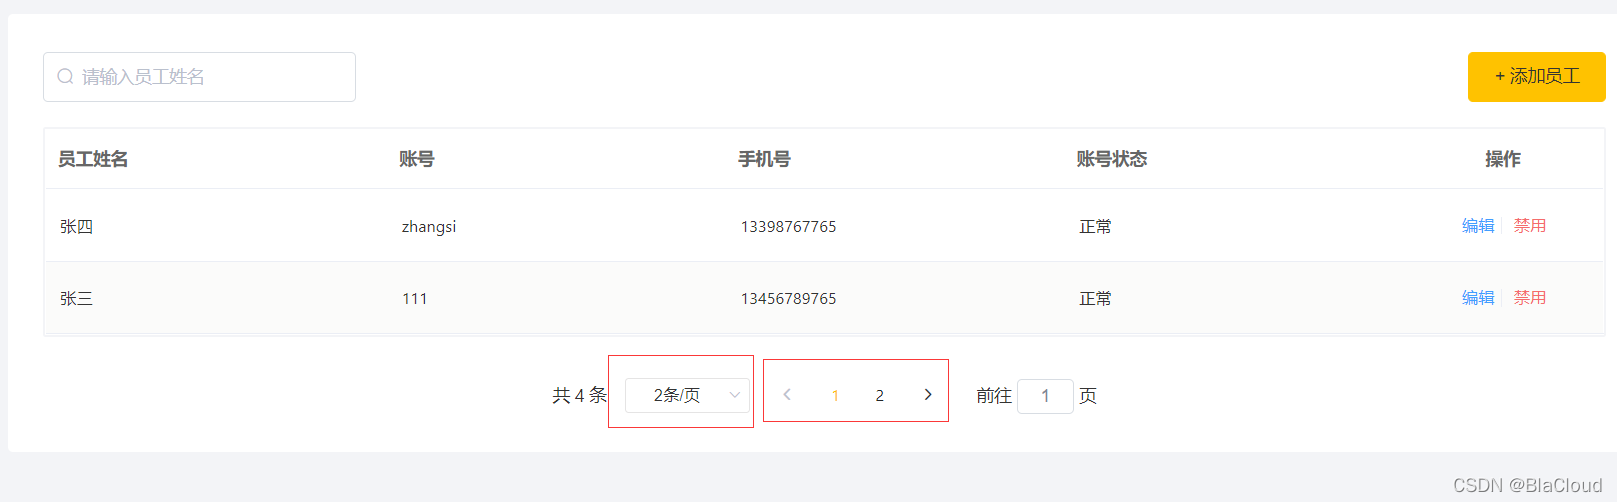 请输入员工姓名
+ 添加员工
员工姓名 账号 手机号 账号状态 操作
张四 zhangsi 13398767765 正常 编辑 禁用
张三 111 13456789765 正常 编辑 禁用
共 4 条 2条/页 1 2 前往 1 页
CSDN @BlaCloud